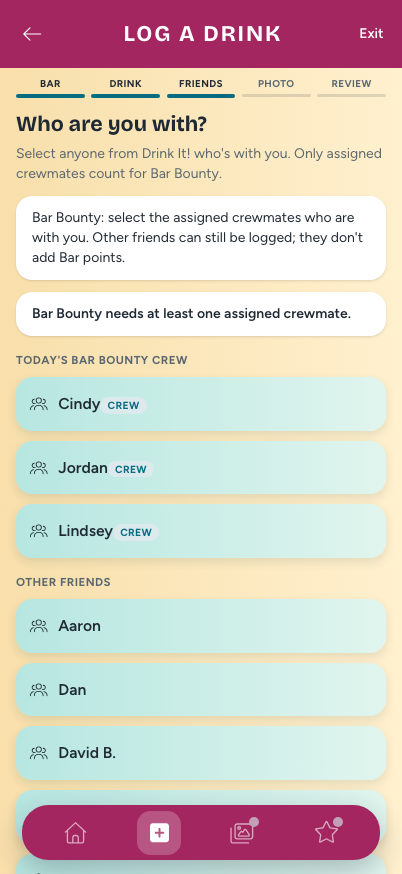 LOG A DRINK
Exit
BAR
DRINK
FRIENDS
PHOTO
REVIEW
Who are you with?
Select anyone from Drink It! who's with you. Only assigned
crewmates count for Bar Bounty.
Bar Bounty: select the assigned crewmates who are
with you. Other friends can still be logged; they don't
add Bar points.
Bar Bounty needs at least one assigned crewmate.
TODAY'S BAR BOUNTY CREW
Cindy CREW
Jordan CREW
Lindsey CREW
OTHER FRIENDS
Aaron
Dan
David B.